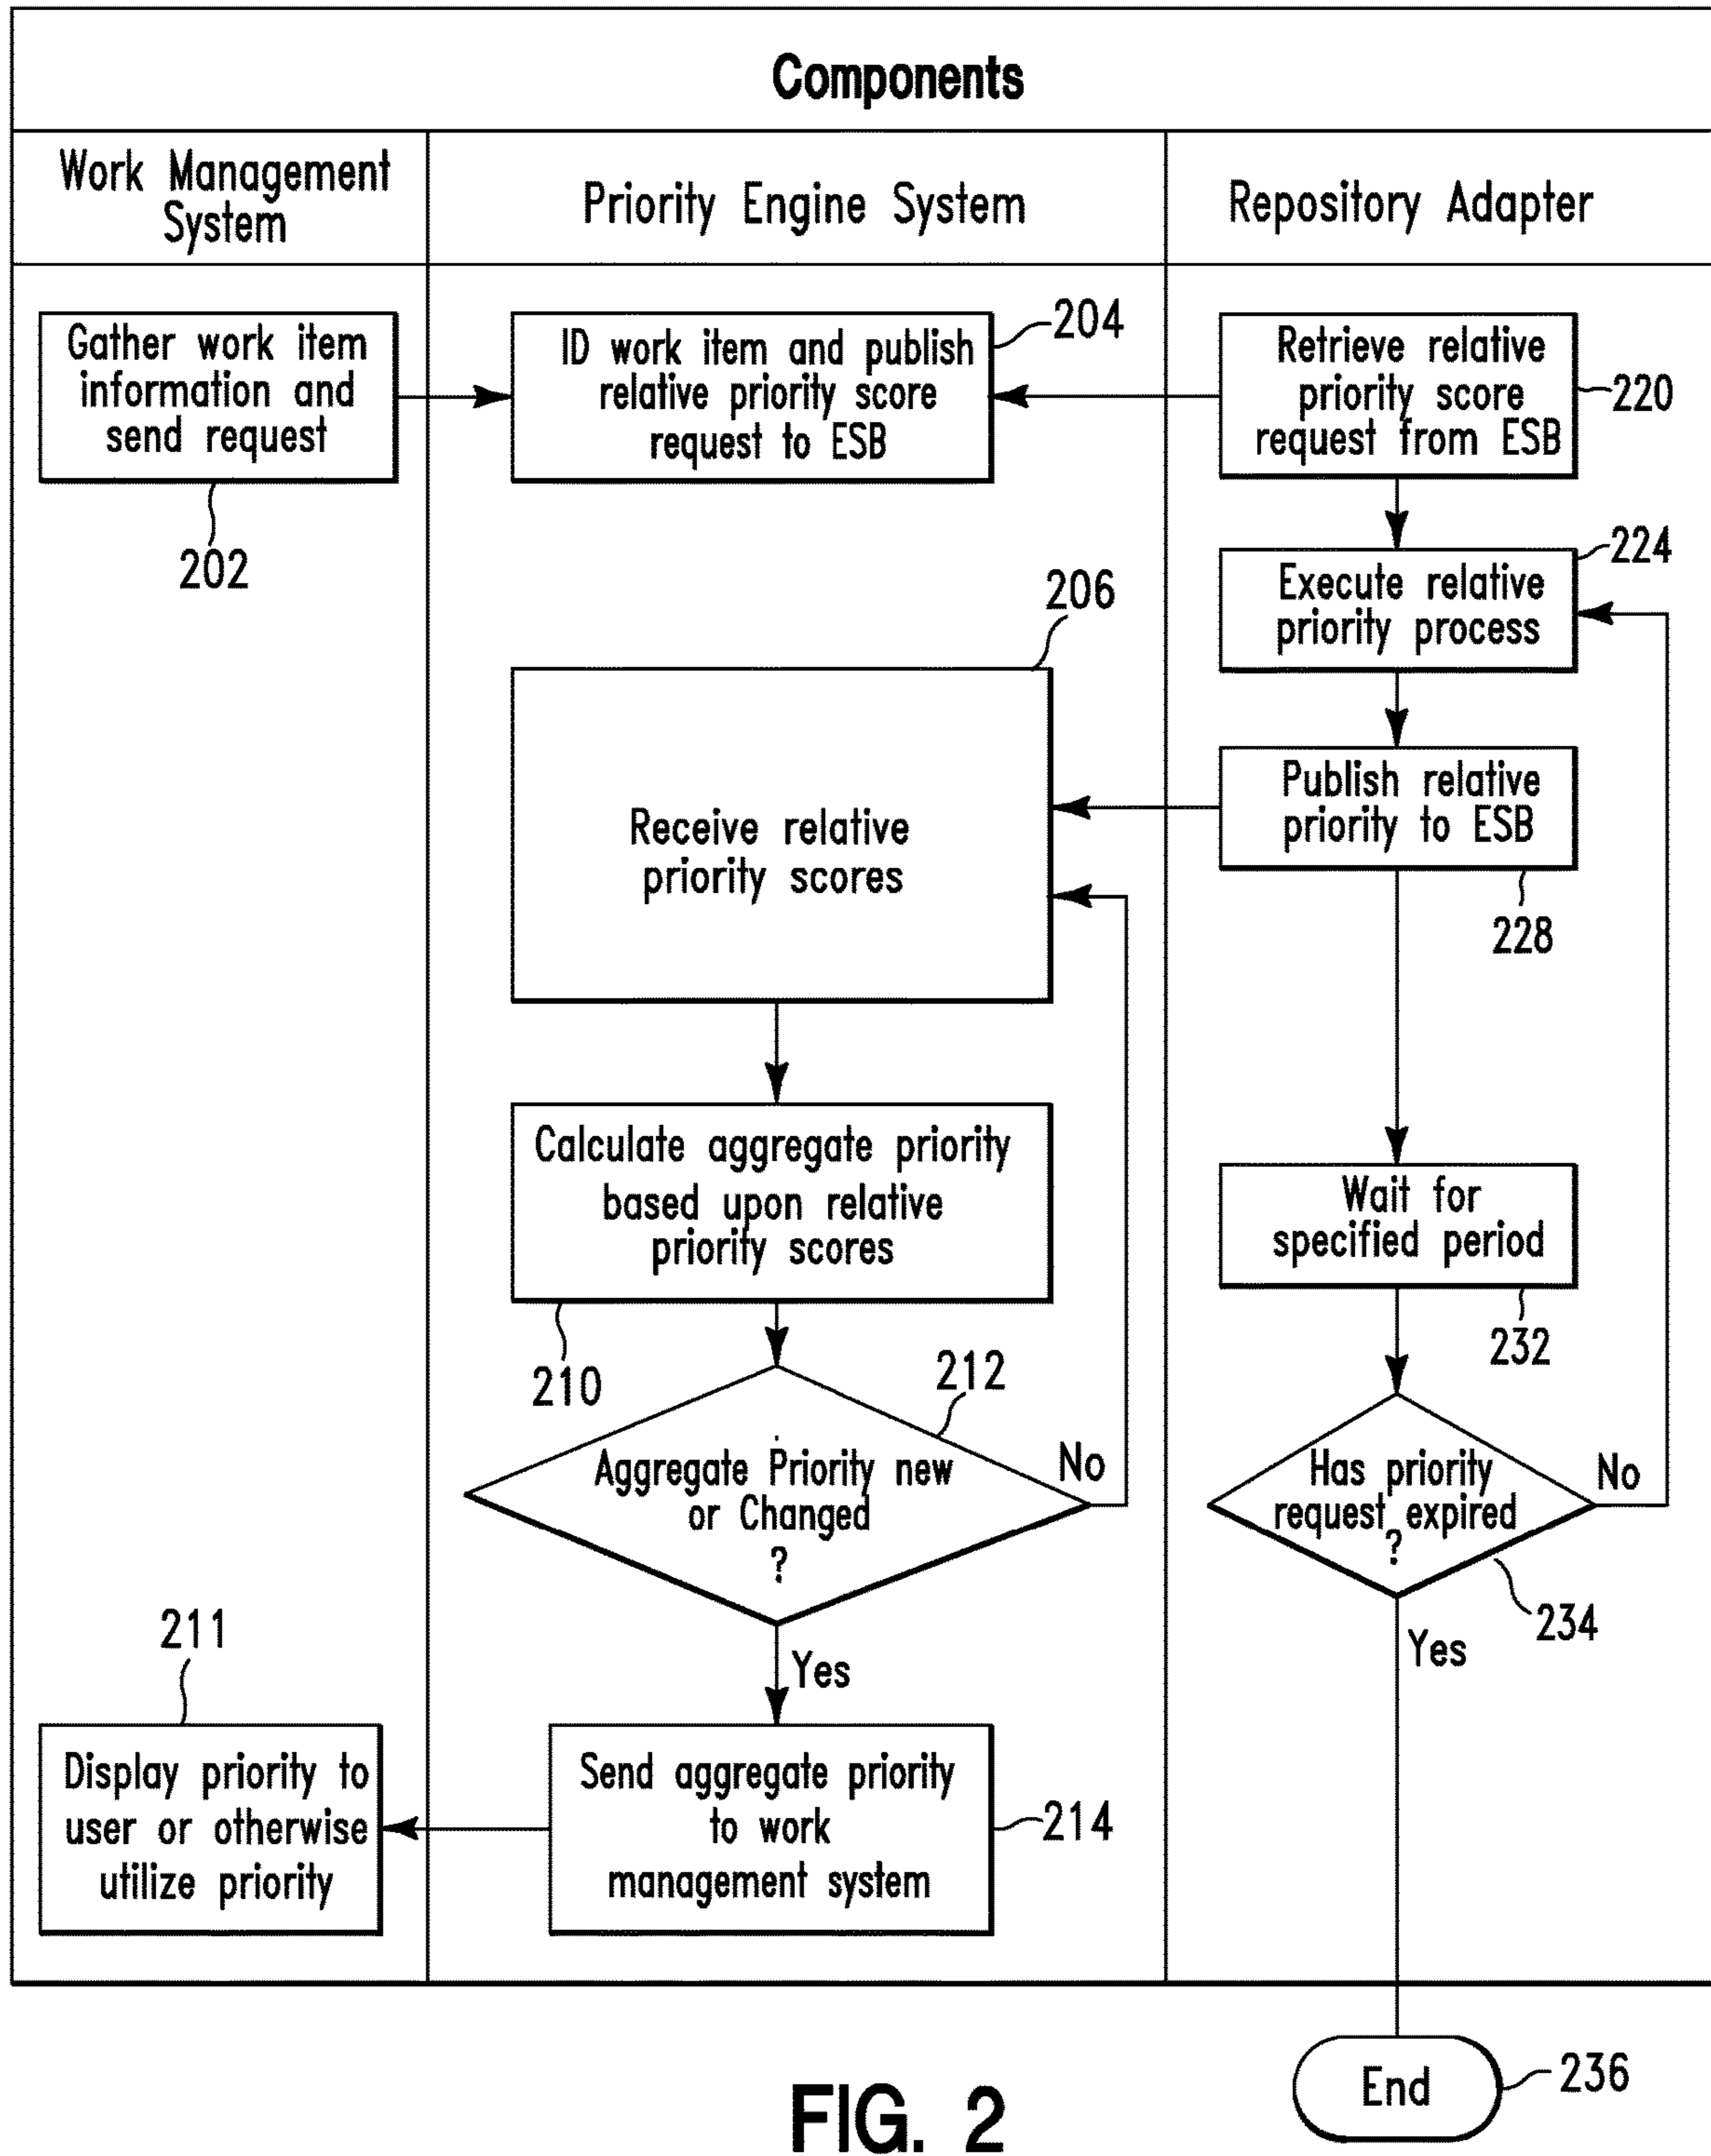 Components
Work Management
System
Priority Engine System
Repository Adapter
Gather work item
information and
send request
202
ID work item and publish
relative priority score
request to ESB
204
Retrieve relative
priority score
request from ESB
220
Execute relative
priority process
224
206
Receive relative
priority scores
Publish relative
priority to ESB
228
Calculate aggregate priority
based upon relative
priority scores
210
Wait for
specified period
232
212
Aggregate Priority new
or Changed
?
No
Yes
Has priority
request expired
?
No
234
Yes
211
Display priority to
user or otherwise
utilize priority
Send aggregate priority
to work
management system
214
End
236
FIG. 2